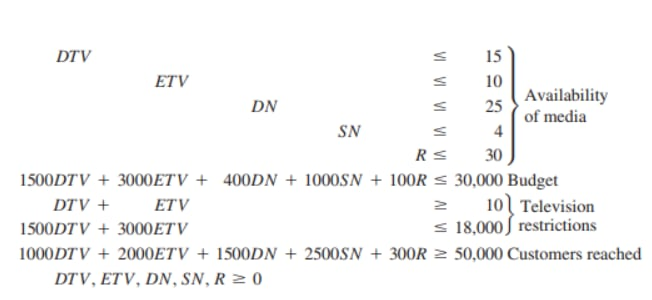 DTV ≤ 15
ETV ≤ 10
DN ≤ 25
SN ≤ 4
R ≤ 30
Availability
of media
1500DTV + 3000ETV + 400DN + 1000SN + 100R ≤ 30,000 Budget
DTV + ETV ≥ 10
1500DTV + 3000ETV ≤ 18,000
Television
restrictions
1000DTV + 2000ETV + 1500DN + 2500SN + 300R ≥ 50,000 Customers reached
DTV, ETV, DN, SN, R ≥ 0